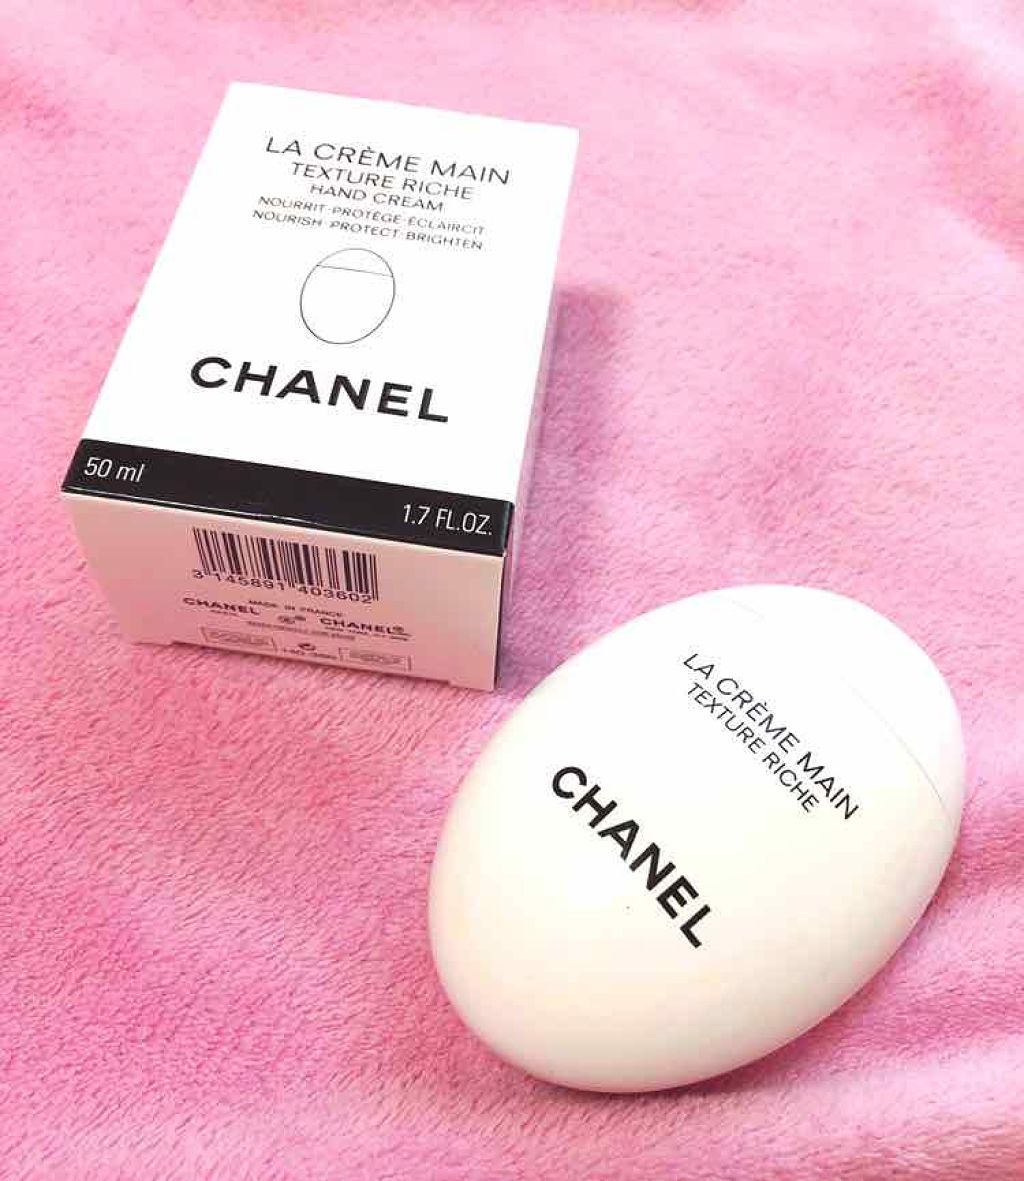 LA CRÈME MAIN
TEXTURE RICHE
HAND CREAM
NOURRIT-PROTÈGE-ÉCLAIRCIT
NOURISH-PROTECT-BRIGHTEN
CHANEL
50 ml
1.7 FL.OZ.
3 145891 403602
MADE IN FRANCE
CHANEL
CHANEL®
LA CRÈME MAIN
TEXTURE RICHE
CHANEL